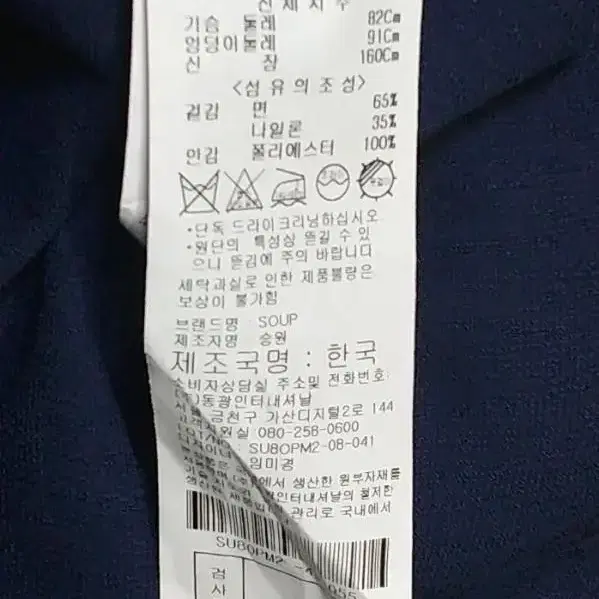 신체치수
가슴 둘레 82Cm
엉덩이둘레 91Cm
신 장 160Cm
<섬유의조성>
겉감 면 65%
나일론 35%
안감 폴리에스터 100%
•단독 드라이크리닝하십시오
•원단의 특성상 뜯길 수 있
으니 뜯김에 주의 바랍니다
세탁과실로 인한 제품불량은
보상이 불가함
브랜드명 SOUP
제조자명 승원
제조국명 : 한국
소비자상담실 주소및 전화번호:
(주)동광인터내셔날
서울 금천구 가산디지털2로 144
고객지원실 :080-258-0600
: SU8OPM2-08-041
임미경
에서 생산한 원부자재를
인터내셔날의 철저한
관리로 국내에서
SU8OPM2
검
사